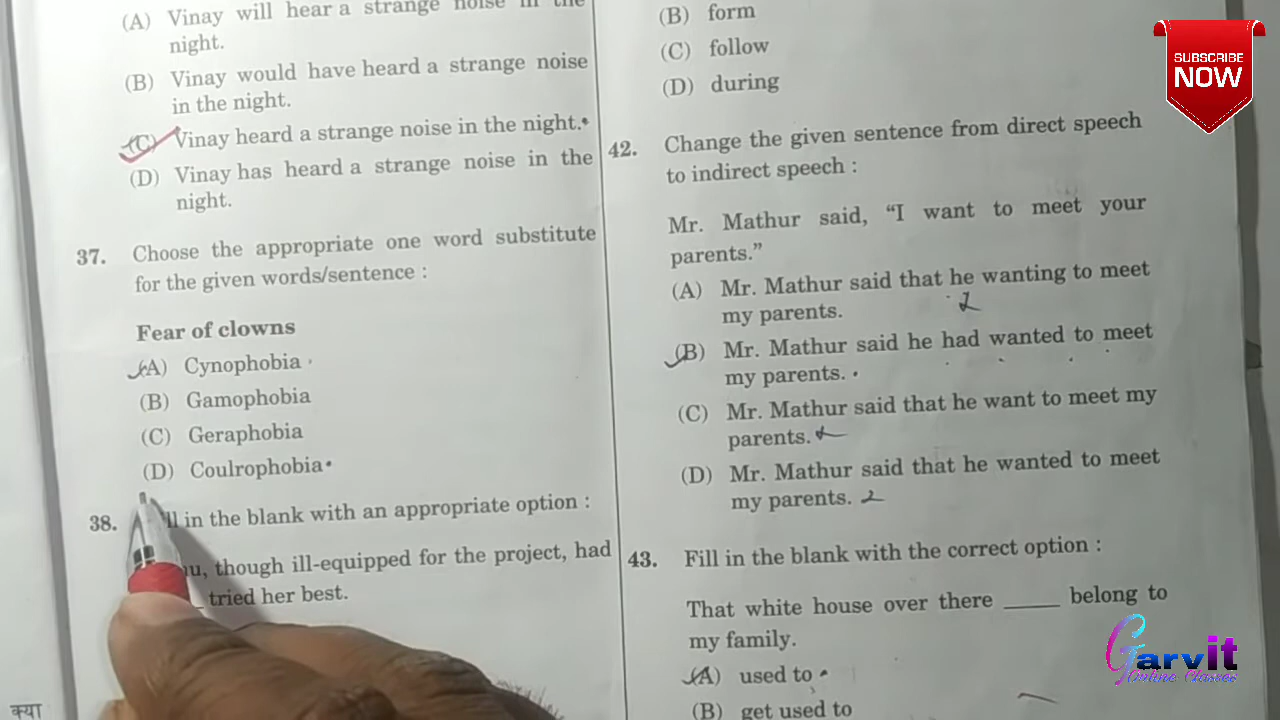 (A) Vinay will hear a strange noise in the
night.
(B) Vinay would have heard a strange noise
in the night.
(C) Vinay heard a strange noise in the night.
(D) Vinay has heard a strange noise in the
night.
37. Choose the appropriate one word substitute
for the given words/sentence :
Fear of clowns
(A) Cynophobia
(B) Gamophobia
(C) Geraphobia
(D) Coulrophobia
38. in the blank with an appropriate option :
though ill-equipped for the project, had
tried her best.
क्या
(B) form
(C) follow
(D) during
42. Change the given sentence from direct speech
to indirect speech :
Mr. Mathur said, “I want to meet your
parents.”
(A) Mr. Mathur said that he wanting to meet
my parents.
(B) Mr. Mathur said he had wanted to meet
my parents.
(C) Mr. Mathur said that he want to meet my
parents.
(D) Mr. Mathur said that he wanted to meet
my parents.
43. Fill in the blank with the correct option :
That white house over there _____ belong to
my family.
(A) used to
(B) get used to
SUBSCRIBE
NOW
Garvit
Online Classes